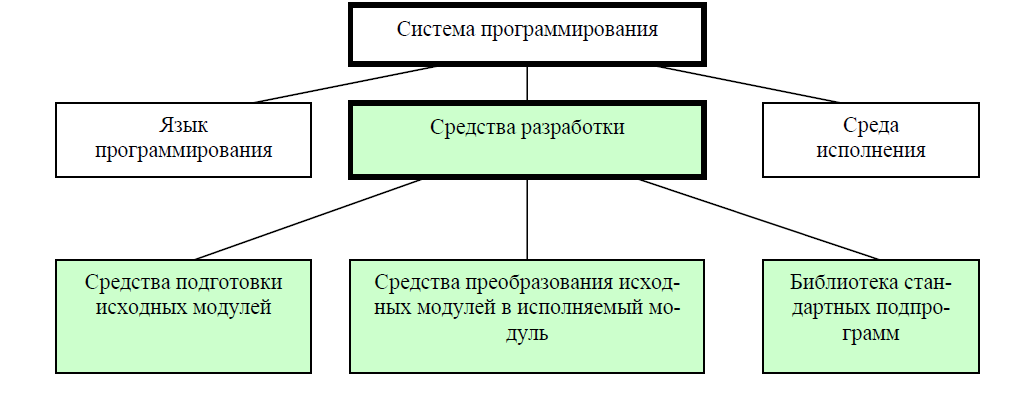 Система программирования
Язык
программирования
Средства разработки
Среда
исполнения
Средства подготовки
исходных модулей
Средства преобразования исход-
ных модулей в исполняемый мо-
дуль
Библиотека стан-
дартных подпро-
грамм